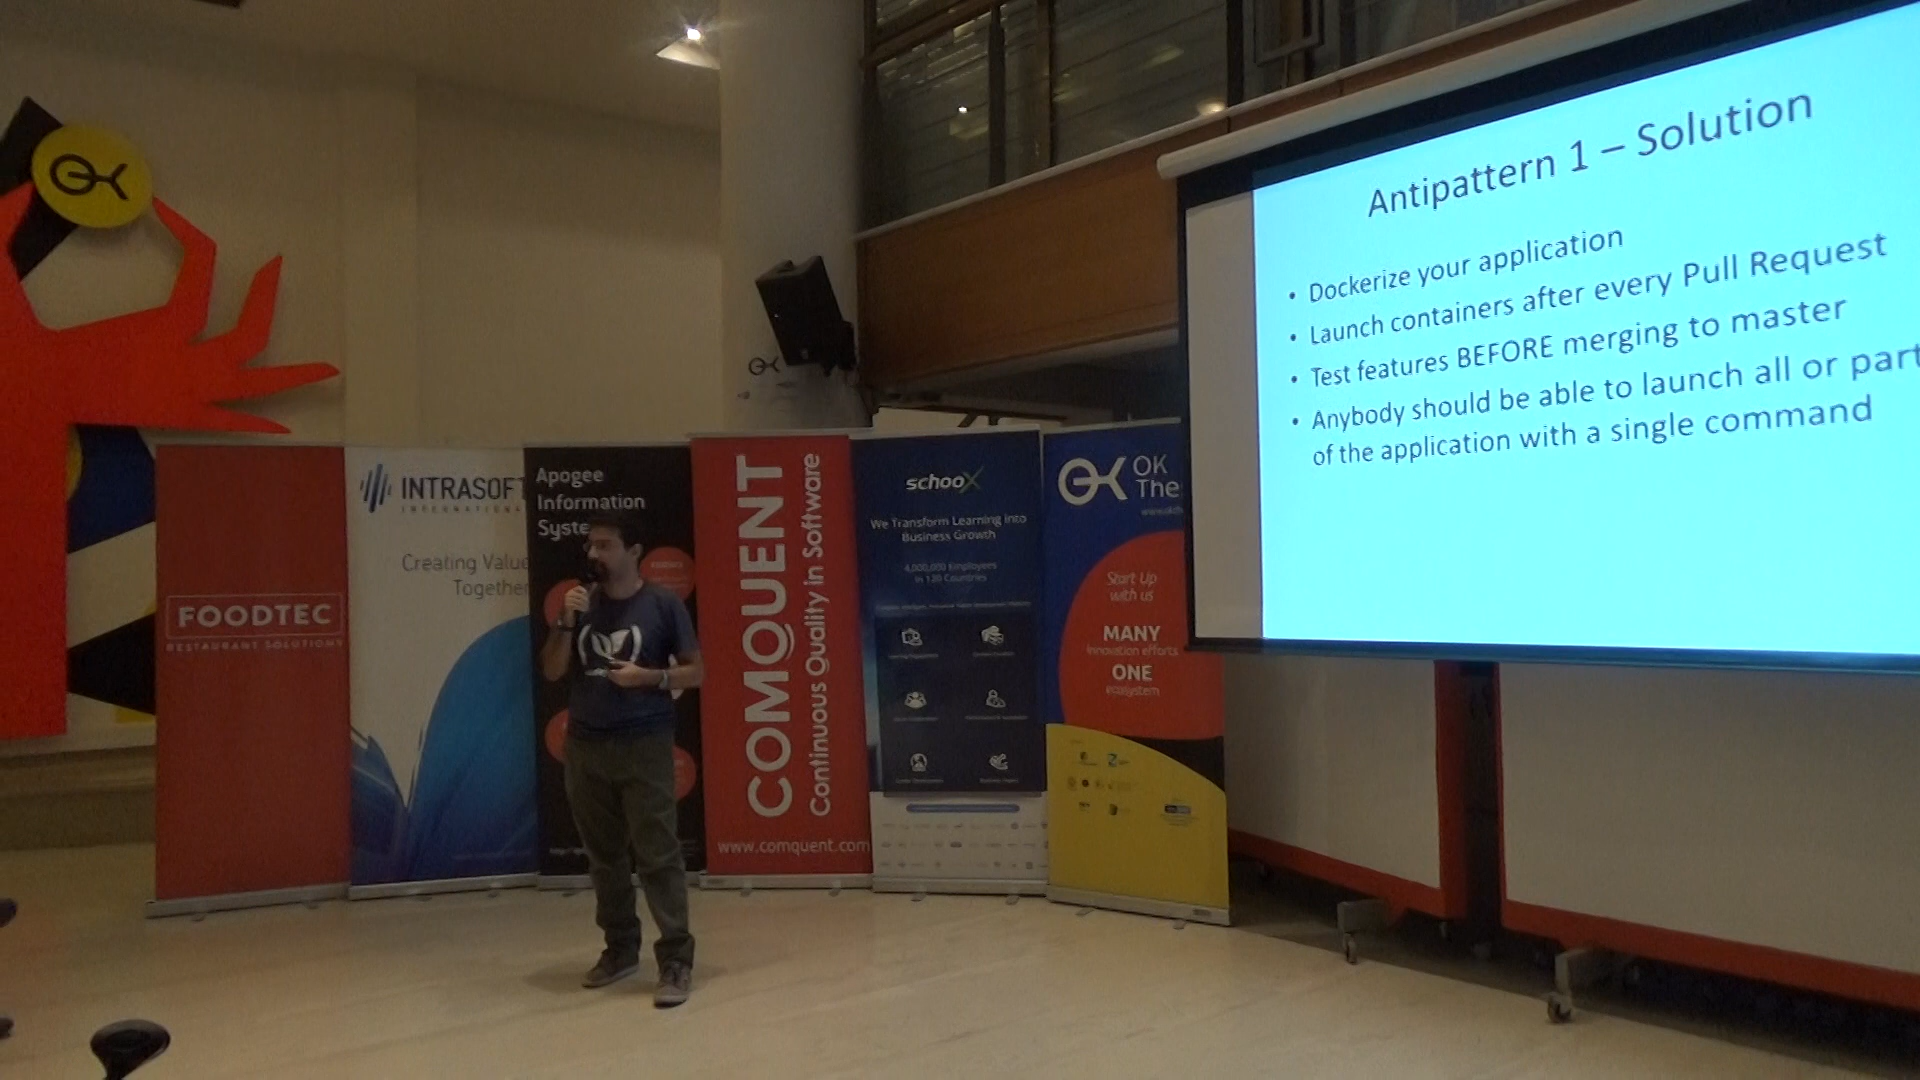 Antipattern 1 – Solution
• Dockerize your application
• Launch containers after every Pull Request
• Test features BEFORE merging to master
• Anybody should be able to launch all or part
of the application with a single command
FOODTEC
RESTAURANT SOLUTIONS
INTRASOFT
INTERNATIONAL
Creating Value
Together
Apogee
Information
Syste
COMQUENT
Continuous Quality in Software
www.comquent.com
schoox
We Transform Learning Into
Business Growth
4,000,000 Employees
in 120 Countries
OK
The
Start Up
with us
MANY
innovation efforts
ONE
ecosystem